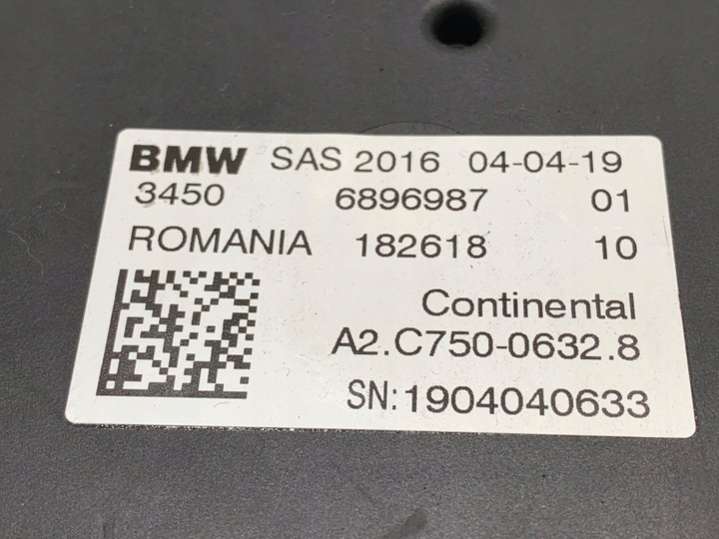 BMW SAS 2016 04-04-19
3450 6896987 01
ROMANIA 182618 10
Continental
A2.C750-0632.8
SN:1904040633